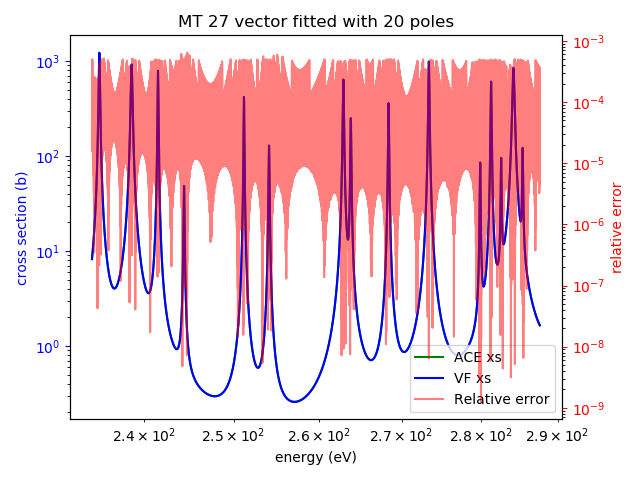 MT 27 vector fitted with 20 poles
10³
10²
10¹
10⁰
cross section (b)
10⁻³
10⁻⁴
10⁻⁵
10⁻⁶
10⁻⁷
10⁻⁸
10⁻⁹
relative error
ACE xs
VF xs
Relative error
2.4 × 10² 2.5 × 10² 2.6 × 10² 2.7 × 10² 2.8 × 10² 2.9 × 10²
energy (eV)